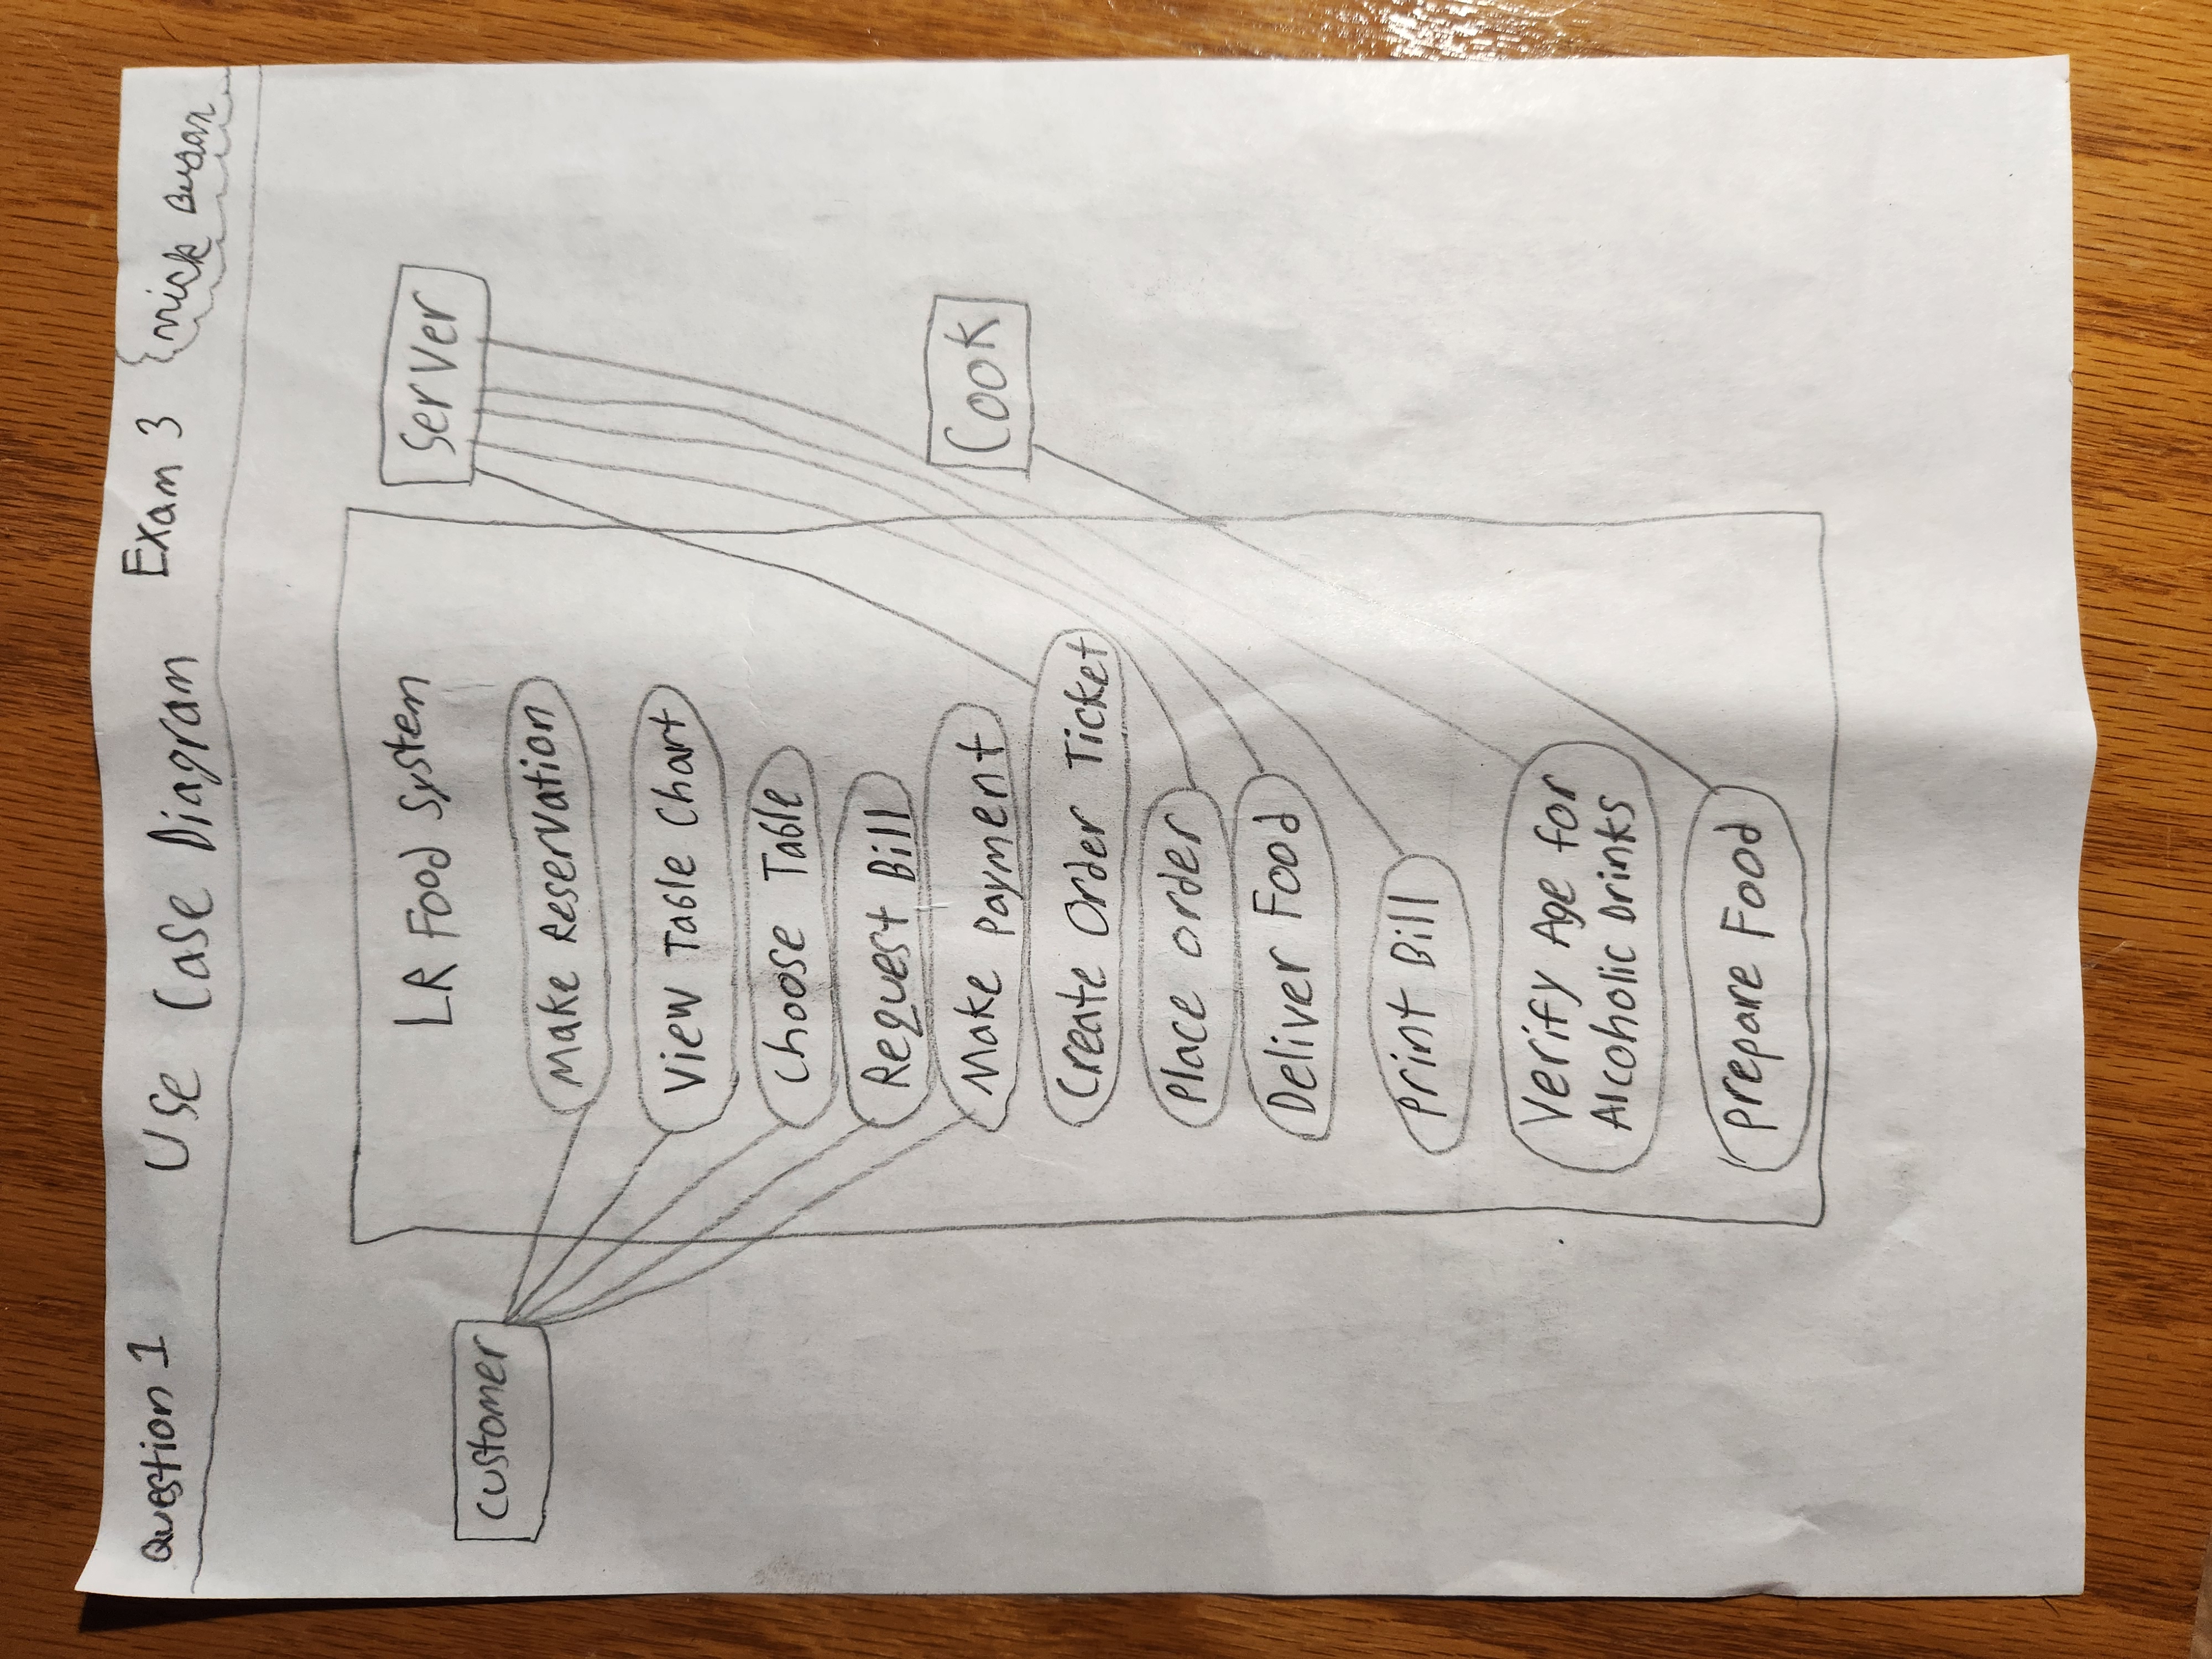 Question 1 Use Case Diagram Exam 3 Nick
LR Food System
Server
Customer
Make Reservation
View Table Chart
Choose Table
Request Bill
Make Payment
Cook
Create Order Ticket
Place order
Deliver Food
Print Bill
Verify Age for
Alcoholic Drinks
Prepare Food